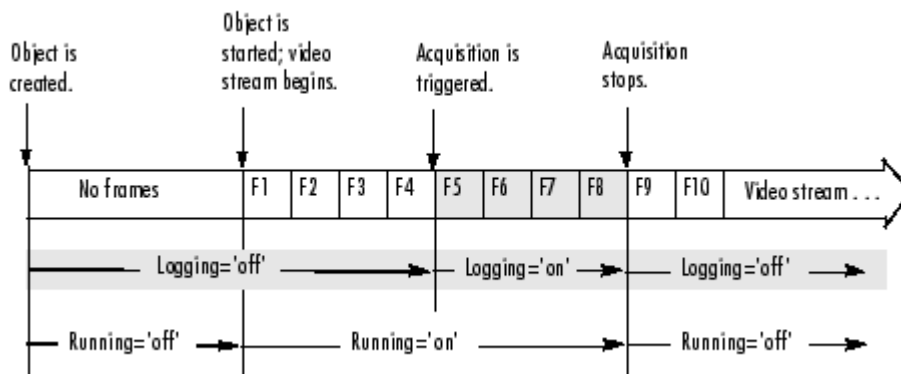 Object is
created.
Object is
started; video
stream begins.
Acquisition is
triggered.
Acquisition
stops.
No frames F1 F2 F3 F4 F5 F6 F7 F8 F9 F10 Video stream . . .
Logging='off' Logging='on' Logging='off'
Running='off' Running='on' Running='off'